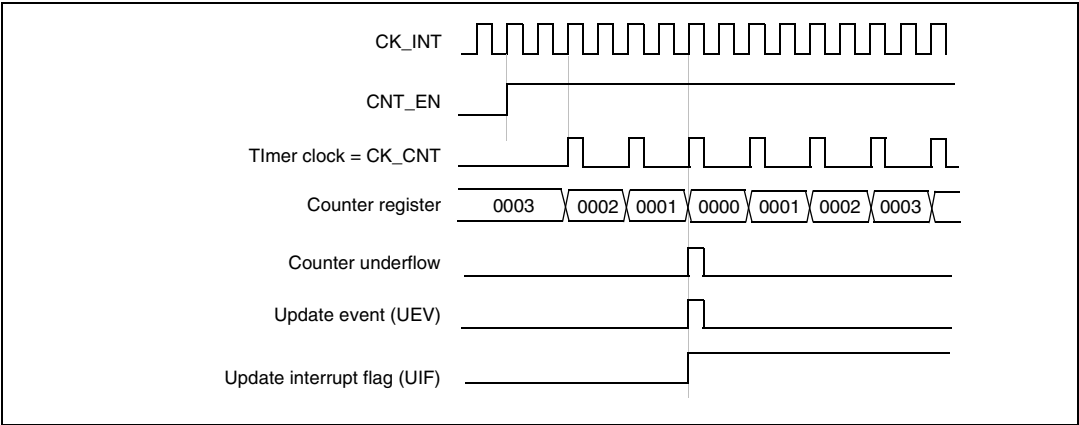 CK_INT
CNT_EN
TImer clock = CK_CNT
Counter register 0003 0002 0001 0000 0001 0002 0003
Counter underflow
Update event (UEV)
Update interrupt flag (UIF)